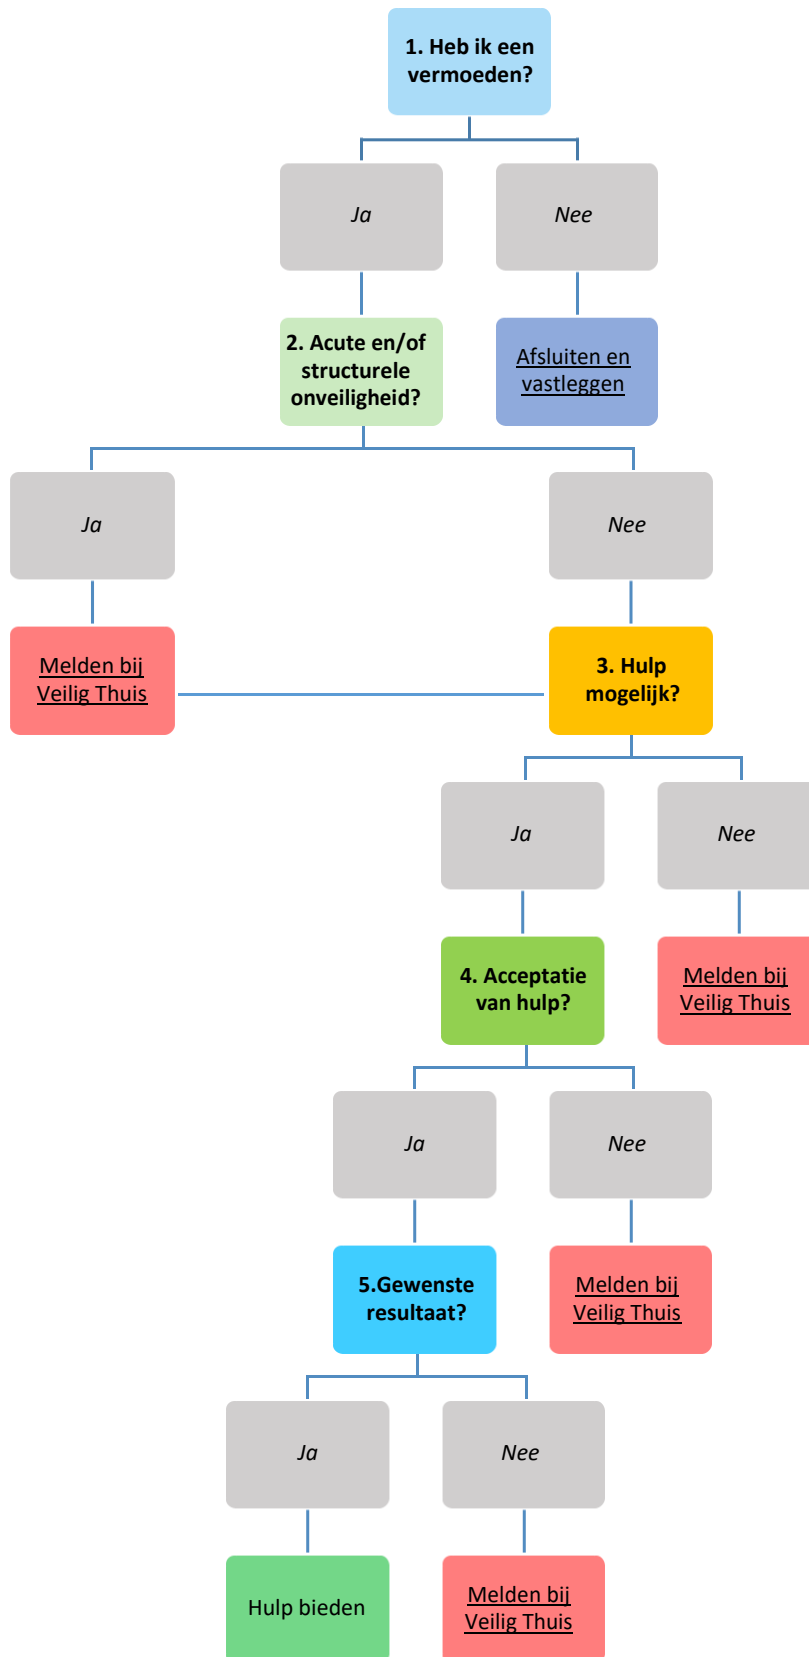 1. Heb ik een
vermoeden?
Ja
Nee
2. Acute en/of
structurele
onveiligheid?
Afsluiten en
vastleggen
Ja
Nee
Melden bij
Veilig Thuis
3. Hulp
mogelijk?
Ja
Nee
4. Acceptatie
van hulp?
Melden bij
Veilig Thuis
Ja
Nee
5.Gewenste
resultaat?
Melden bij
Veilig Thuis
Ja
Nee
Hulp bieden
Melden bij
Veilig Thuis